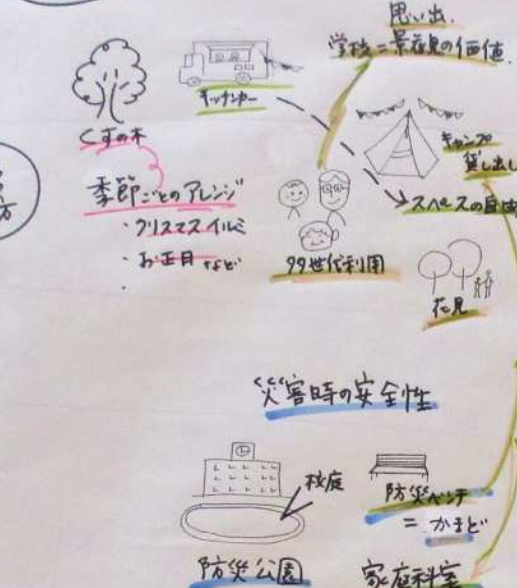 思い出.
学校=景観の価値.
キッチンカー
くすの木
キャンプ
貸し出し
季節ごとのアレンジ
・クリスマスイルミ
・お正月 など
・
スペースの自由
多世代利用
花見
方
災害時の安全性
校庭
防災ベンチ
= かまど
防災公園
家庭科室